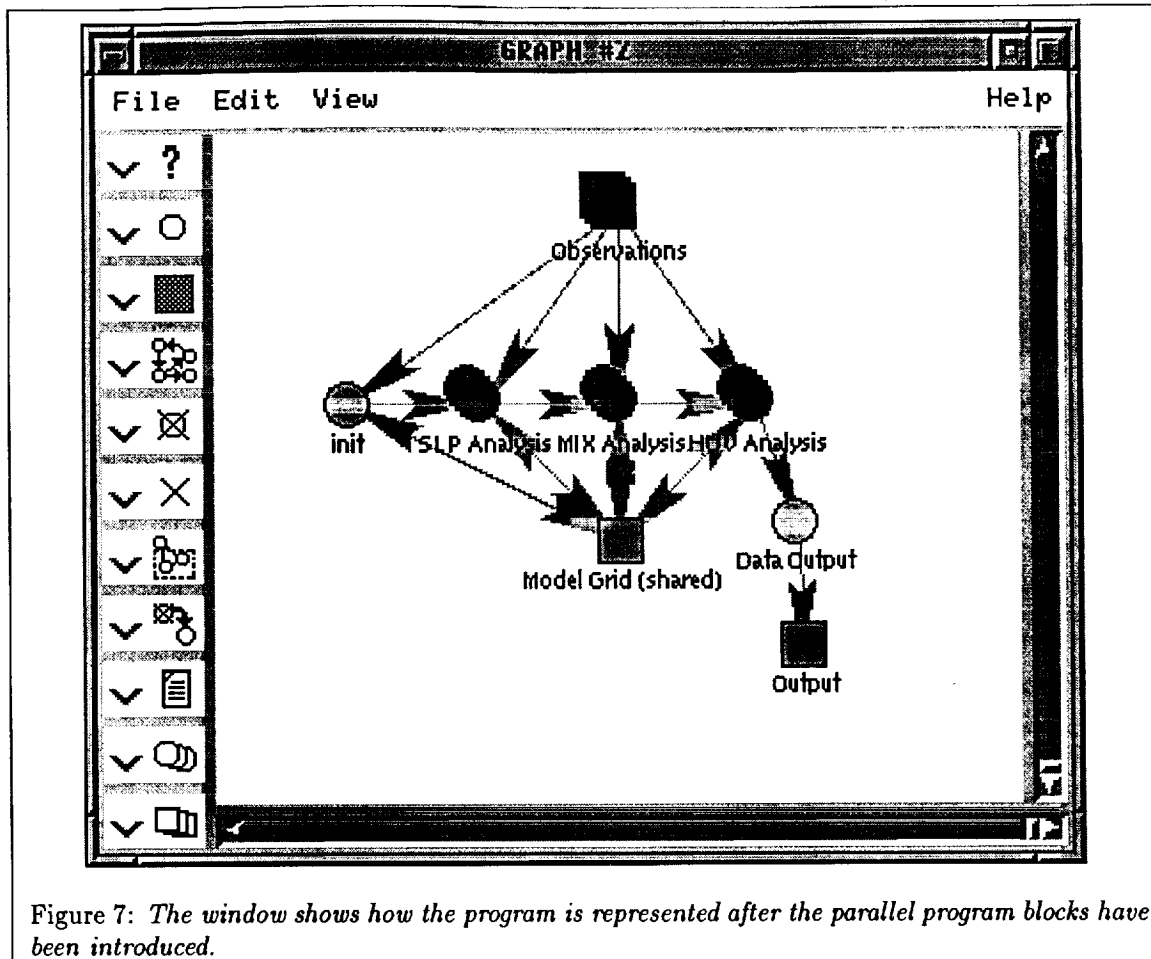 GRAPH #2
File Edit View Help
?
Observations
init SLP Analysis MIX Analysis Analysis
Data Output
Model Grid (shared)
Output
Figure 7: The window shows how the program is represented after the parallel program blocks have
been introduced.